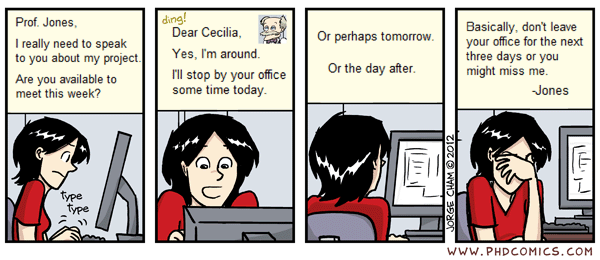 Prof. Jones,
I really need to speak
to you about my project.
Are you available to
meet this week?
type
type
ding!
Dear Cecilia,
Yes, I'm around.
I'll stop by your office
some time today.
Or perhaps tomorrow.
Or the day after.
JORGE CHAM © 2012
Basically, don't leave
your office for the next
three days or you
might miss me.
-Jones
WWW.PHDCOMICS.COM